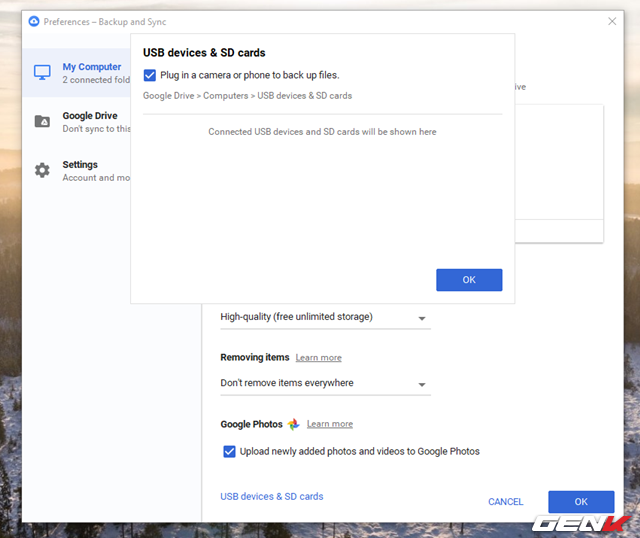 Preferences – Backup and Sync
My Computer
2 connected fold
Google Drive
Don't sync to this
Settings
Account and mo
USB devices & SD cards
Plug in a camera or phone to back up files.
Google Drive > Computers > USB devices & SD cards
Connected USB devices and SD cards will be shown here
OK
ive
High-quality (free unlimited storage)
Removing items Learn more
Don't remove items everywhere
Google Photos Learn more
Upload newly added photos and videos to Google Photos
USB devices & SD cards
CANCEL OK
GENK